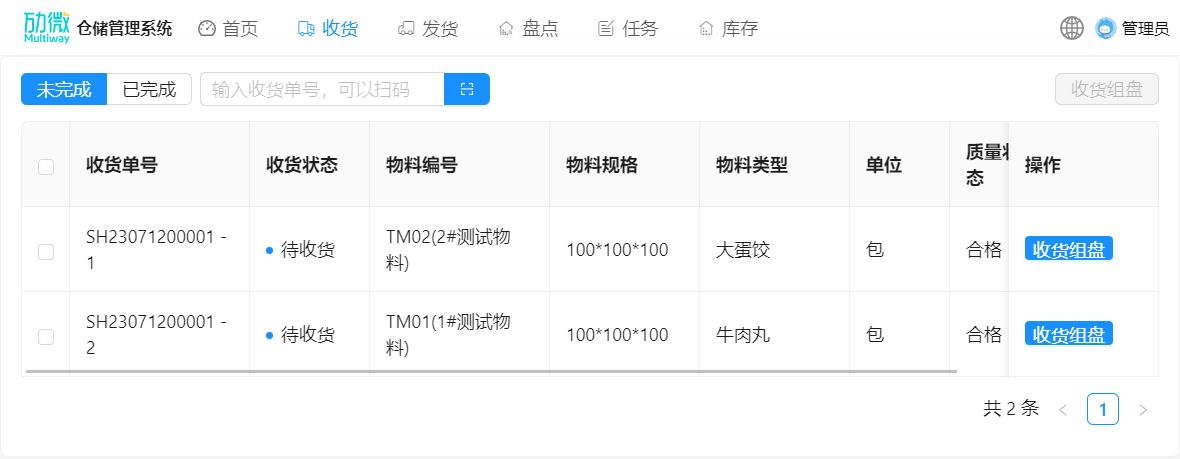 劢微 Multiway 仓储管理系统 首页 收货 发货 盘点 任务 库存 管理员
未完成 已完成 输入收货单号，可以扫码 收货组盘
收货单号 收货状态 物料编号 物料规格 物料类型 单位 质量状态 操作
SH23071200001 - 1 待收货 TM02(2#测试物料) 100*100*100 大蛋饺 包 合格 收货组盘
SH23071200001 - 2 待收货 TM01(1#测试物料) 100*100*100 牛肉丸 包 合格 收货组盘
共 2 条 < 1 >